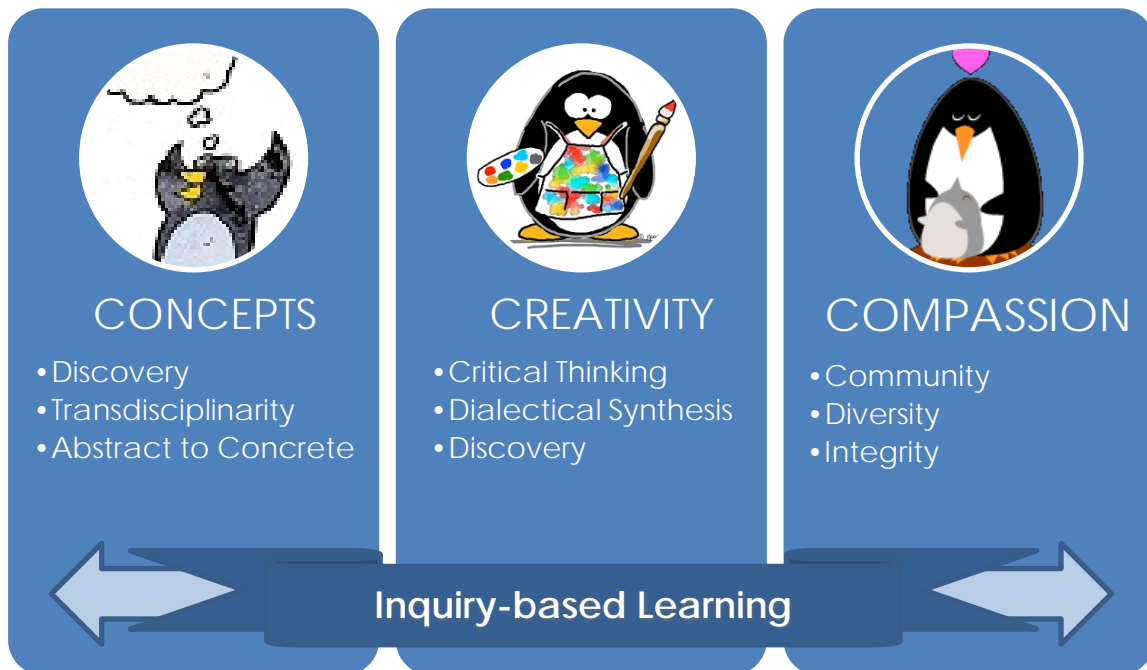 CONCEPTS
• Discovery
• Transdisciplinarity
• Abstract to Concrete
CREATIVITY
• Critical Thinking
• Dialectical Synthesis
• Discovery
COMPASSION
• Community
• Diversity
• Integrity
Inquiry-based Learning